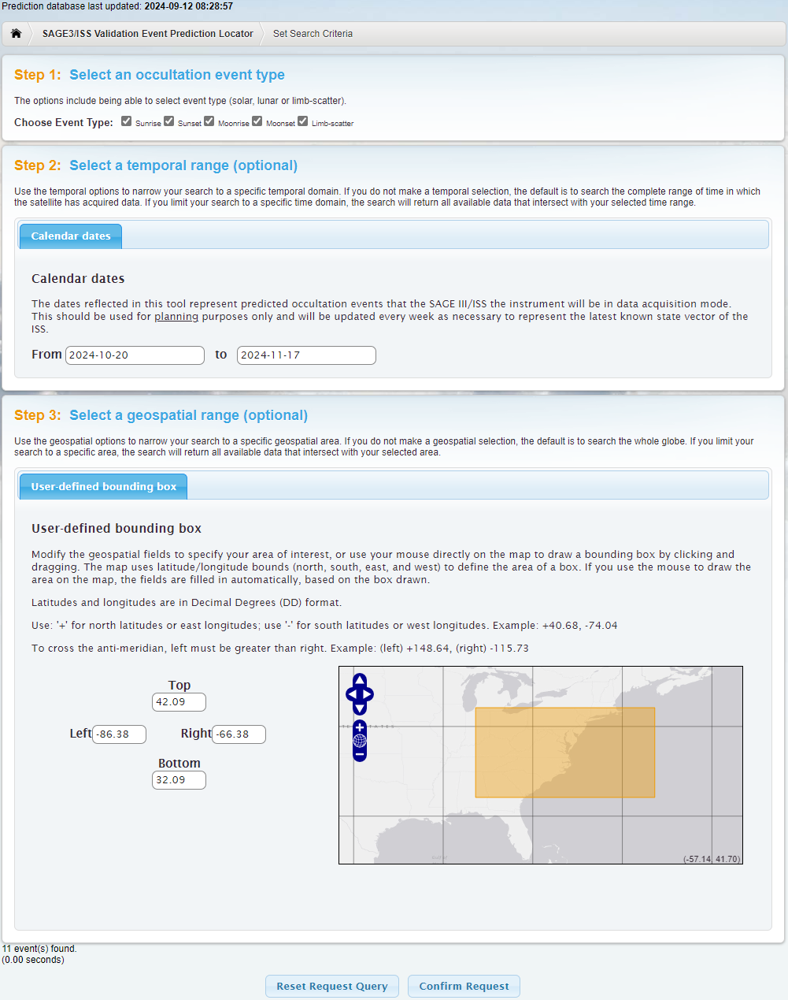 Prediction database last updated: 2024-09-12 08:28:57
SAGE3/ISS Validation Event Prediction Locator
Set Search Criteria
Step 1: Select an occultation event type
The options include being able to select event type (solar, lunar or limb-scatter).
Choose Event Type: Sunrise Sunset Moonrise Moonset Limb-scatter
Step 2: Select a temporal range (optional)
Use the temporal options to narrow your search to a specific temporal domain. If you do not make a temporal selection, the default is to search the complete range of time in which
the satellite has acquired data. If you limit your search to a specific time domain, the search will return all available data that intersect with your selected time range.
Calendar dates
Calendar dates
The dates reflected in this tool represent predicted occultation events that the SAGE III/ISS the instrument will be in data acquisition mode.
This should be used for planning purposes only and will be updated every week as necessary to represent the latest known state vector of the
ISS.
From 2024-10-20 to 2024-11-17
Step 3: Select a geospatial range (optional)
Use the geospatial options to narrow your search to a specific geospatial area. If you do not make a geospatial selection, the default is to search the whole globe. If you limit your
search to a specific area, the search will return all available data that intersect with your selected area.
User-defined bounding box
User-defined bounding box
Modify the geospatial fields to specify your area of interest, or use your mouse directly on the map to draw a bounding box by clicking and
dragging. The map uses latitude/longitude bounds (north, south, east, and west) to define the area of a box. If you use the mouse to draw the
area on the map, the fields are filled in automatically, based on the box drawn.
Latitudes and longitudes are in Decimal Degrees (DD) format.
Use: '+' for north latitudes or east longitudes; use '-' for south latitudes or west longitudes. Example: +40.68, -74.04
To cross the anti-meridian, left must be greater than right. Example: (left) +148.64, (right) -115.73
Top
42.09
Left -86.38 Right -66.38
Bottom
32.09
(-57.14, 41.70)
11 event(s) found.
(0.00 seconds)
Reset Request Query
Confirm Request